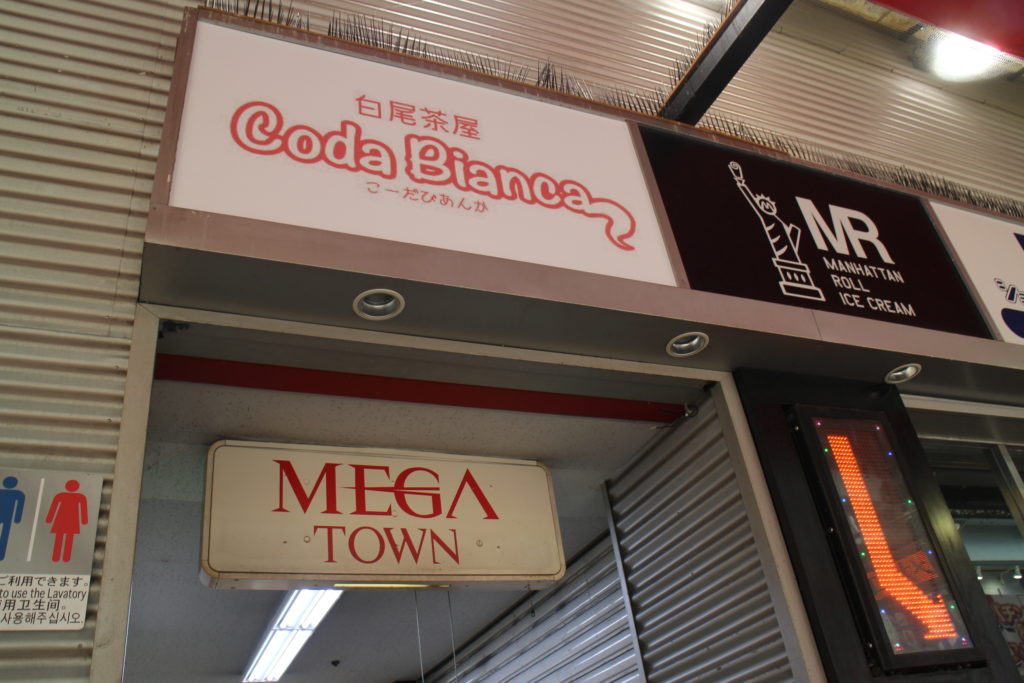 白尾茶屋
Coda Bianca
こーだびあんか
MR
MANHATTAN
ROLL
ICE CREAM
MEGA
TOWN
ご利用できます。
to use the Lavatory
用卫生间。
사용해주십시오.